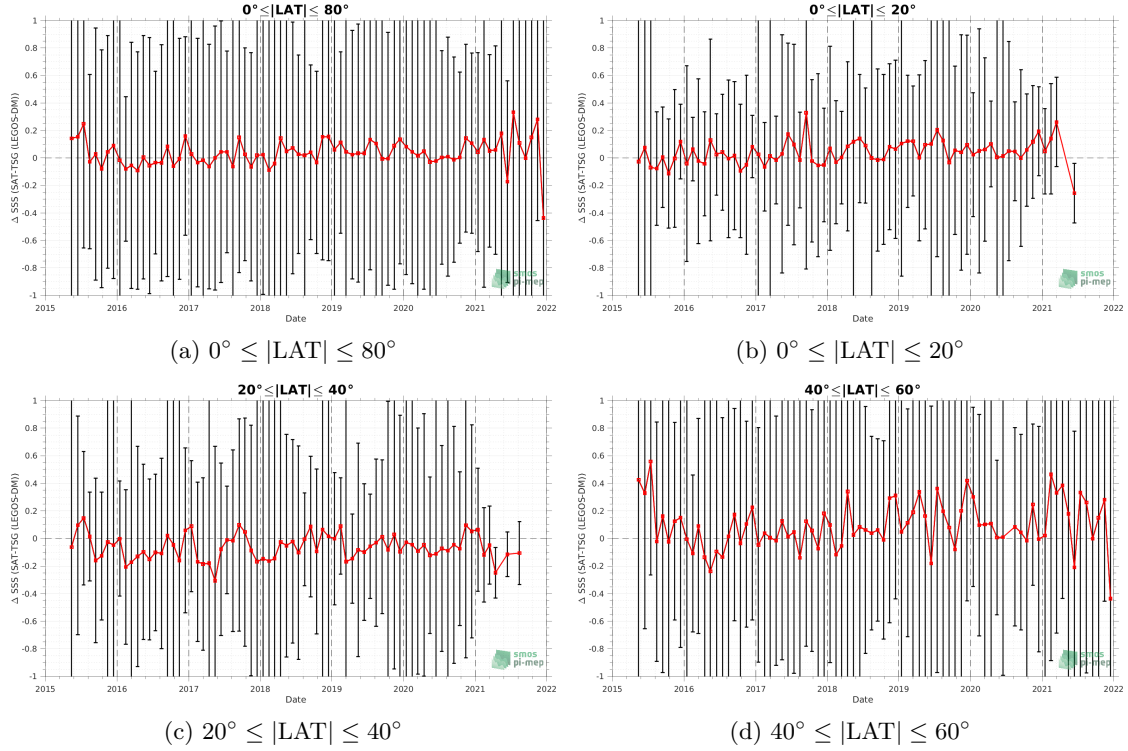 0°≤|LAT|≤ 80°
Δ SSS (SAT-TSG (LEGOS-DM))
1
0.8
0.6
0.4
0.2
0
-0.2
-0.4
-0.6
-0.8
-1
smos
pi-mep
2015 2016 2017 2018 2019 2020 2021 2022
Date
(a) 0° ≤ |LAT| ≤ 80°
0°≤|LAT|≤ 20°
Δ SSS (SAT-TSG (LEGOS-DM))
1
0.8
0.6
0.4
0.2
0
-0.2
-0.4
-0.6
-0.8
-1
smos
pi-mep
2015 2016 2017 2018 2019 2020 2021 2022
Date
(b) 0° ≤ |LAT| ≤ 20°
20°≤|LAT|≤ 40°
Δ SSS (SAT-TSG (LEGOS-DM))
1
0.8
0.6
0.4
0.2
0
-0.2
-0.4
-0.6
-0.8
-1
smos
pi-mep
2015 2016 2017 2018 2019 2020 2021 2022
Date
(c) 20° ≤ |LAT| ≤ 40°
40°≤|LAT|≤ 60°
Δ SSS (SAT-TSG (LEGOS-DM))
1
0.8
0.6
0.4
0.2
0
-0.2
-0.4
-0.6
-0.8
-1
smos
pi-mep
2015 2016 2017 2018 2019 2020 2021 2022
Date
(d) 40° ≤ |LAT| ≤ 60°